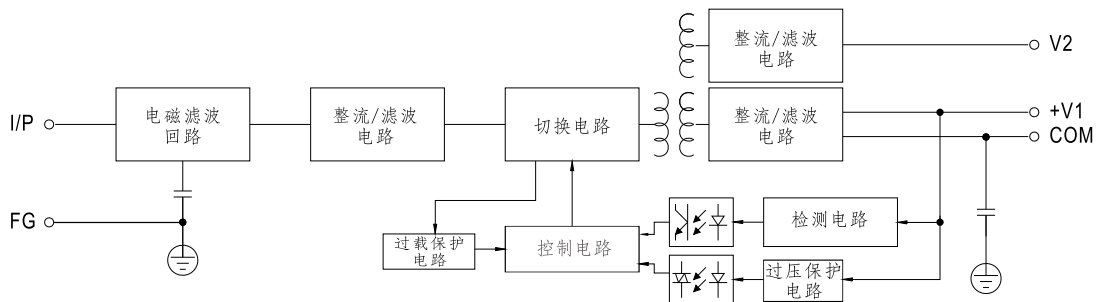 整流/滤波
电路
V2
I/P
电磁滤波
回路
整流/滤波
电路
切换电路
整流/滤波
电路
+V1
COM
FG
过载保护
电路
控制电路
检测电路
过压保护
电路